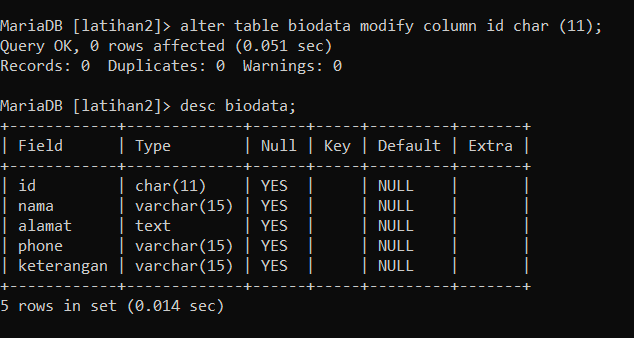 MariaDB [latihan2]> alter table biodata modify column id char (11);
Query OK, 0 rows affected (0.051 sec)
Records: 0  Duplicates: 0  Warnings: 0

MariaDB [latihan2]> desc biodata;
+------------+-------------+------+-----+---------+-------+
| Field      | Type        | Null | Key | Default | Extra |
+------------+-------------+------+-----+---------+-------+
| id         | char(11)    | YES  |     | NULL    |       |
| nama       | varchar(15) | YES  |     | NULL    |       |
| alamat     | text        | YES  |     | NULL    |       |
| phone      | varchar(15) | YES  |     | NULL    |       |
| keterangan | varchar(15) | YES  |     | NULL    |       |
+------------+-------------+------+-----+---------+-------+
5 rows in set (0.014 sec)